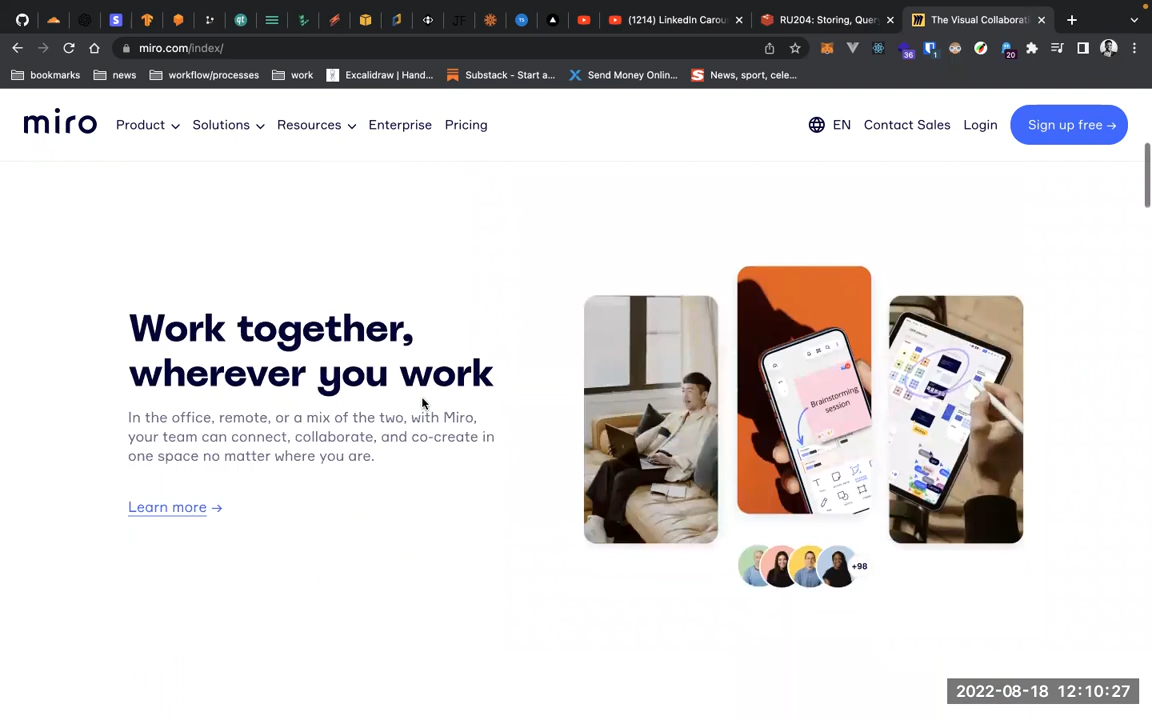 (1214) LinkedIn Carou
RU204: Storing, Quer
The Visual Collaborati
miro.com/index/
36
1
20
bookmarks
news
workflow/processes
work
Excalidraw | Hand...
Substack - Start a...
Send Money Onlin...
News, sport, cele...
miro
Product
Solutions
Resources
Enterprise
Pricing
EN
Contact Sales
Login
Sign up free →
Work together,
wherever you work
In the office, remote, or a mix of the two, with Miro,
your team can connect, collaborate, and co-create in
one space no matter where you are.
Learn more →
Brainstorming
session
+98
2022-08-18 12:10:27